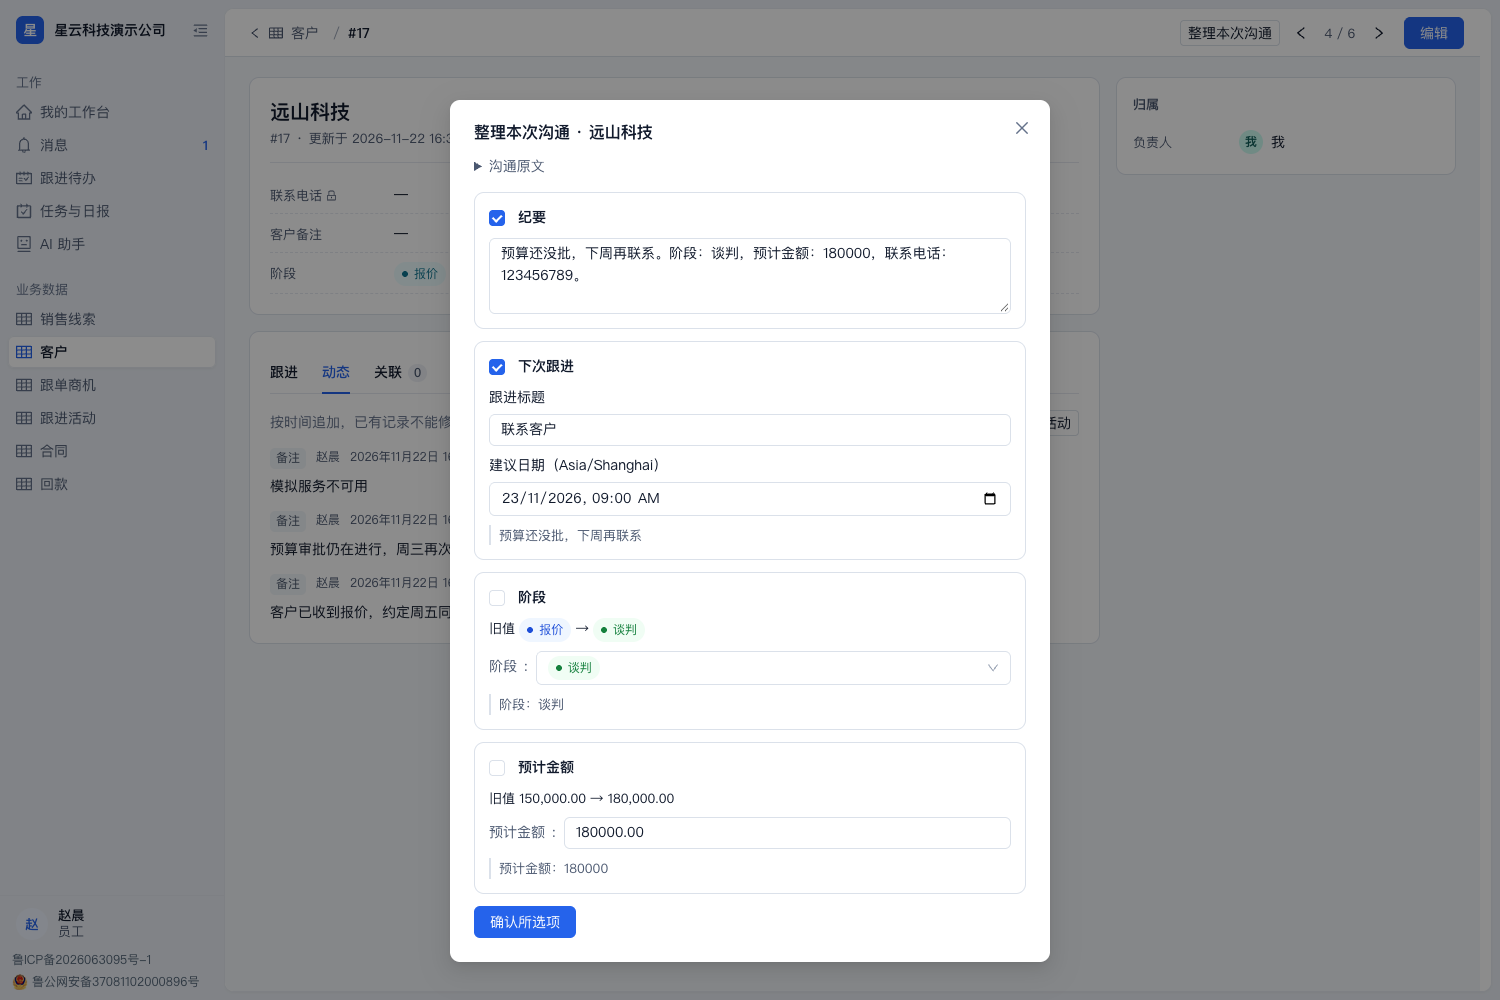 星 星云科技演示公司
工作
我的工作台
消息 1
跟进待办
任务与日报
AI 助手
业务数据
销售线索
客户
跟单商机
跟进活动
合同
回款
赵 赵晨
员工
鲁ICP备2026063095号-1
鲁公网安备37081102000896号
客户 / #17
整理本次沟通
4 / 6
编辑
远山科技
#17 · 更新于 2026-11-22 16:3
联系电话 —
客户备注 —
阶段 报价
跟进 动态 关联 0
按时间追加，已有记录不能修
活动
备注 赵晨 2026年11月22日 16
模拟服务不可用
备注 赵晨 2026年11月22日 16
预算审批仍在进行，周三再次
备注 赵晨 2026年11月22日 16
客户已收到报价，约定周五同
归属
负责人 我 我
整理本次沟通 · 远山科技
沟通原文
纪要
预算还没批，下周再联系。阶段：谈判，预计金额：180000，联系电话：
123456789。
下次跟进
跟进标题
联系客户
建议日期（Asia/Shanghai）
23/11/2026, 09:00 AM
预算还没批，下周再联系
阶段
旧值 报价 → 谈判
阶段 : 谈判
阶段：谈判
预计金额
旧值 150,000.00 → 180,000.00
预计金额 : 180000.00
预计金额：180000
确认所选项